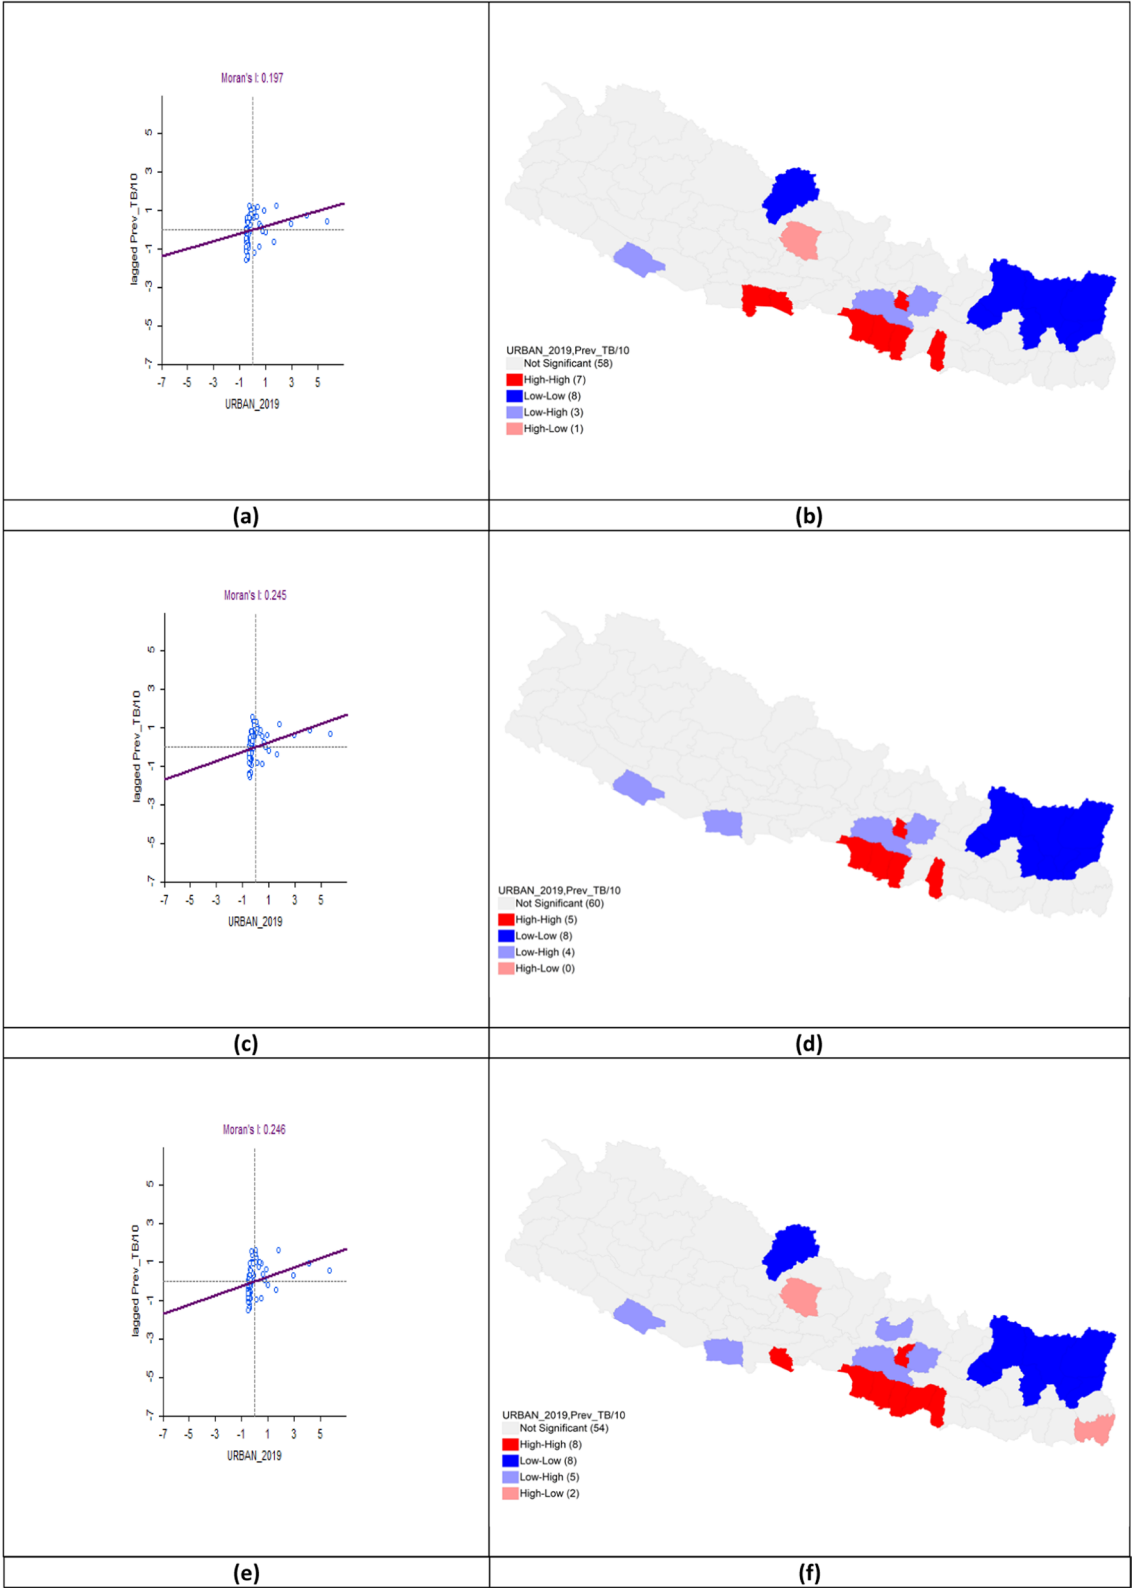 Moran's I: 0.197
lagged Prev_TB/10
5
3
1
-1
-3
-5
-7
-7 -5 -3 -1 1 3 5
URBAN_2019
URBAN_2019,Prev_TB/10
Not Significant (58)
High-High (7)
Low-Low (8)
Low-High (3)
High-Low (1)
(a)
(b)
Moran's I: 0.245
lagged Prev_TB/10
5
3
1
-1
-3
-5
-7
-7 -5 -3 -1 1 3 5
URBAN_2019
URBAN_2019,Prev_TB/10
Not Significant (60)
High-High (5)
Low-Low (8)
Low-High (4)
High-Low (0)
(c)
(d)
Moran's I: 0.246
lagged Prev_TB/10
5
3
1
-1
-3
-5
-7
-7 -5 -3 -1 1 3 5
URBAN_2019
URBAN_2019,Prev_TB/10
Not Significant (54)
High-High (8)
Low-Low (8)
Low-High (5)
High-Low (2)
(e)
(f)